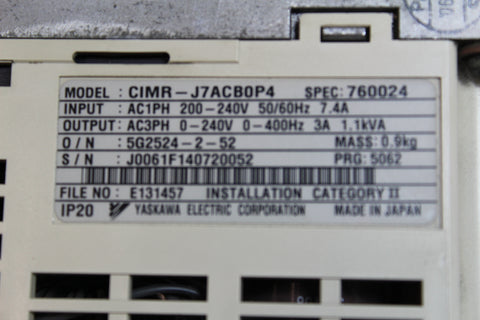 MODEL : CIMR-J7ACB0P4 SPEC: 760024
INPUT : AC1PH 200-240V 50/60Hz 7.4A
OUTPUT: AC3PH 0-240V 0-400Hz 3A 1.1kVA
O / N : 5G2524-2-52 MASS: 0.9kg
S / N : J0061F140720052 PRG: 5062
FILE NO : E131457 INSTALLATION CATEGORY II
IP20 YASKAWA ELECTRIC CORPORATION MADE IN JAPAN